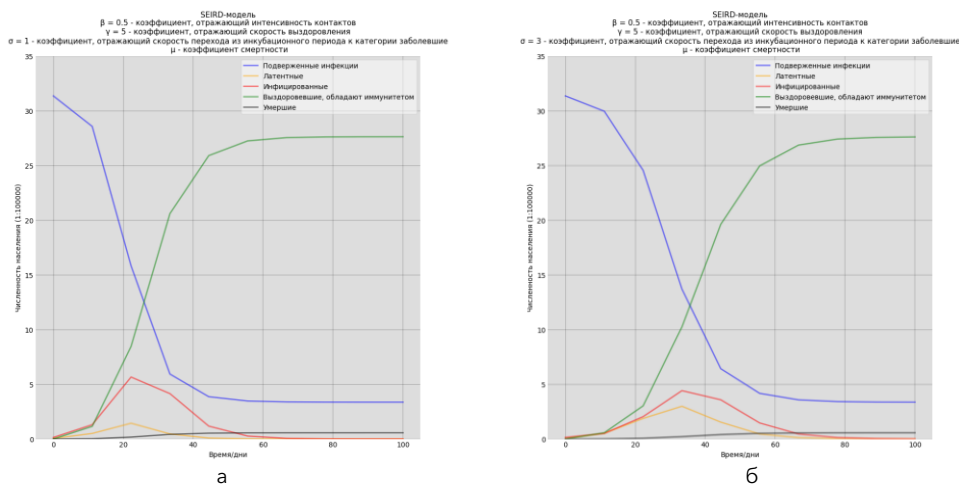 SEIRD-модель
β = 0.5 - коэффициент, отражающий интенсивность контактов
γ = 5 - коэффициент, отражающий скорость выздоровления
σ = 1 - коэффициент, отражающий скорость перехода из инкубационного периода к категории заболевшие
μ - коэффициент смертности
35
30
25
20
15
10
5
0
Численность населения (1:100000)
Подверженные инфекции
Латентные
Инфицированные
Выздоровевшие, обладают иммунитетом
Умершие
0 20 40 60 80 100
Время/дни
а
SEIRD-модель
β = 0.5 - коэффициент, отражающий интенсивность контактов
γ = 5 - коэффициент, отражающий скорость выздоровления
σ = 3 - коэффициент, отражающий скорость перехода из инкубационного периода к категории заболевшие
μ - коэффициент смертности
35
30
25
20
15
10
5
0
Численность населения (1:100000)
Подверженные инфекции
Латентные
Инфицированные
Выздоровевшие, обладают иммунитетом
Умершие
0 20 40 60 80 100
Время/дни
б